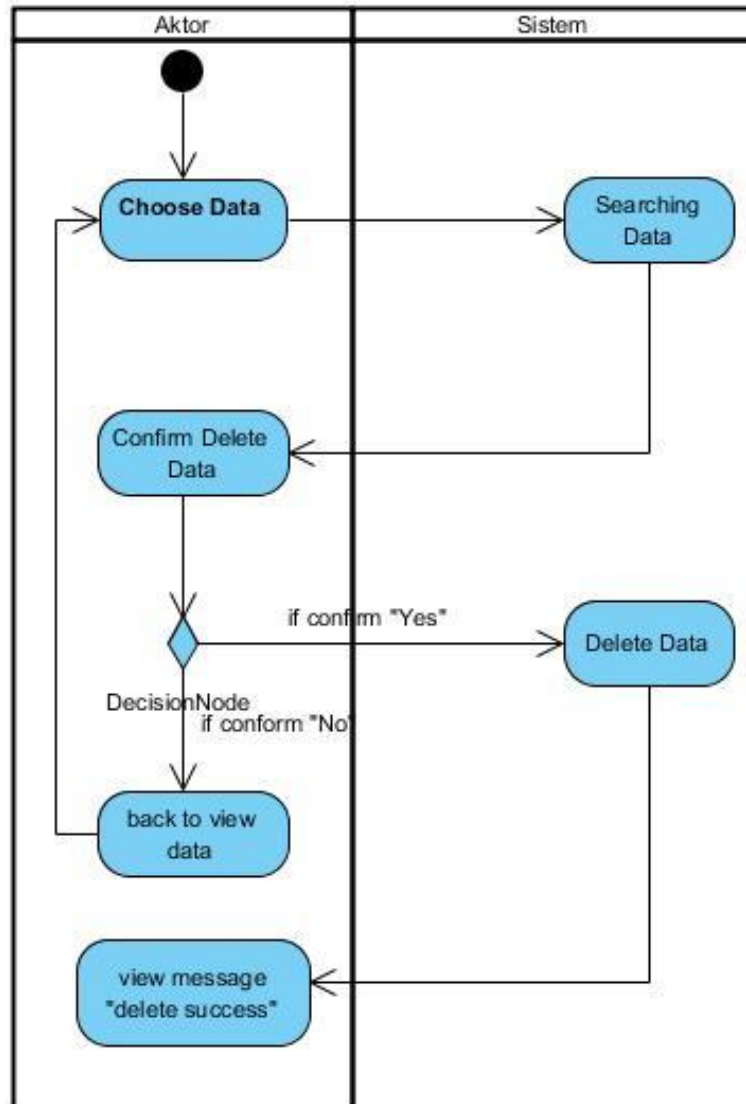 Aktor
Sistem
Choose Data
Searching
Data
Confirm Delete
Data
if confirm "Yes"
Delete Data
DecisionNode
if conform "No"
back to view
data
view message
"delete success"